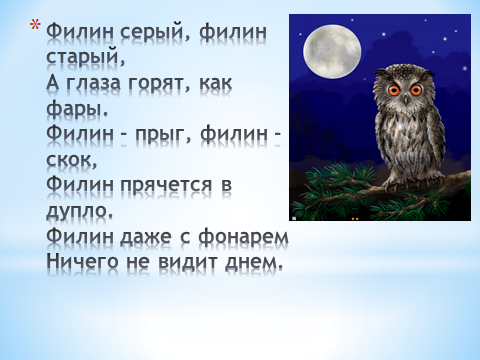 * Филин серый, филин
старый,
А глаза горят, как
фары.
Филин - прыг, филин -
скок,
Филин прячется в
дупло.
Филин даже с фонарем
Ничего не видит днем.